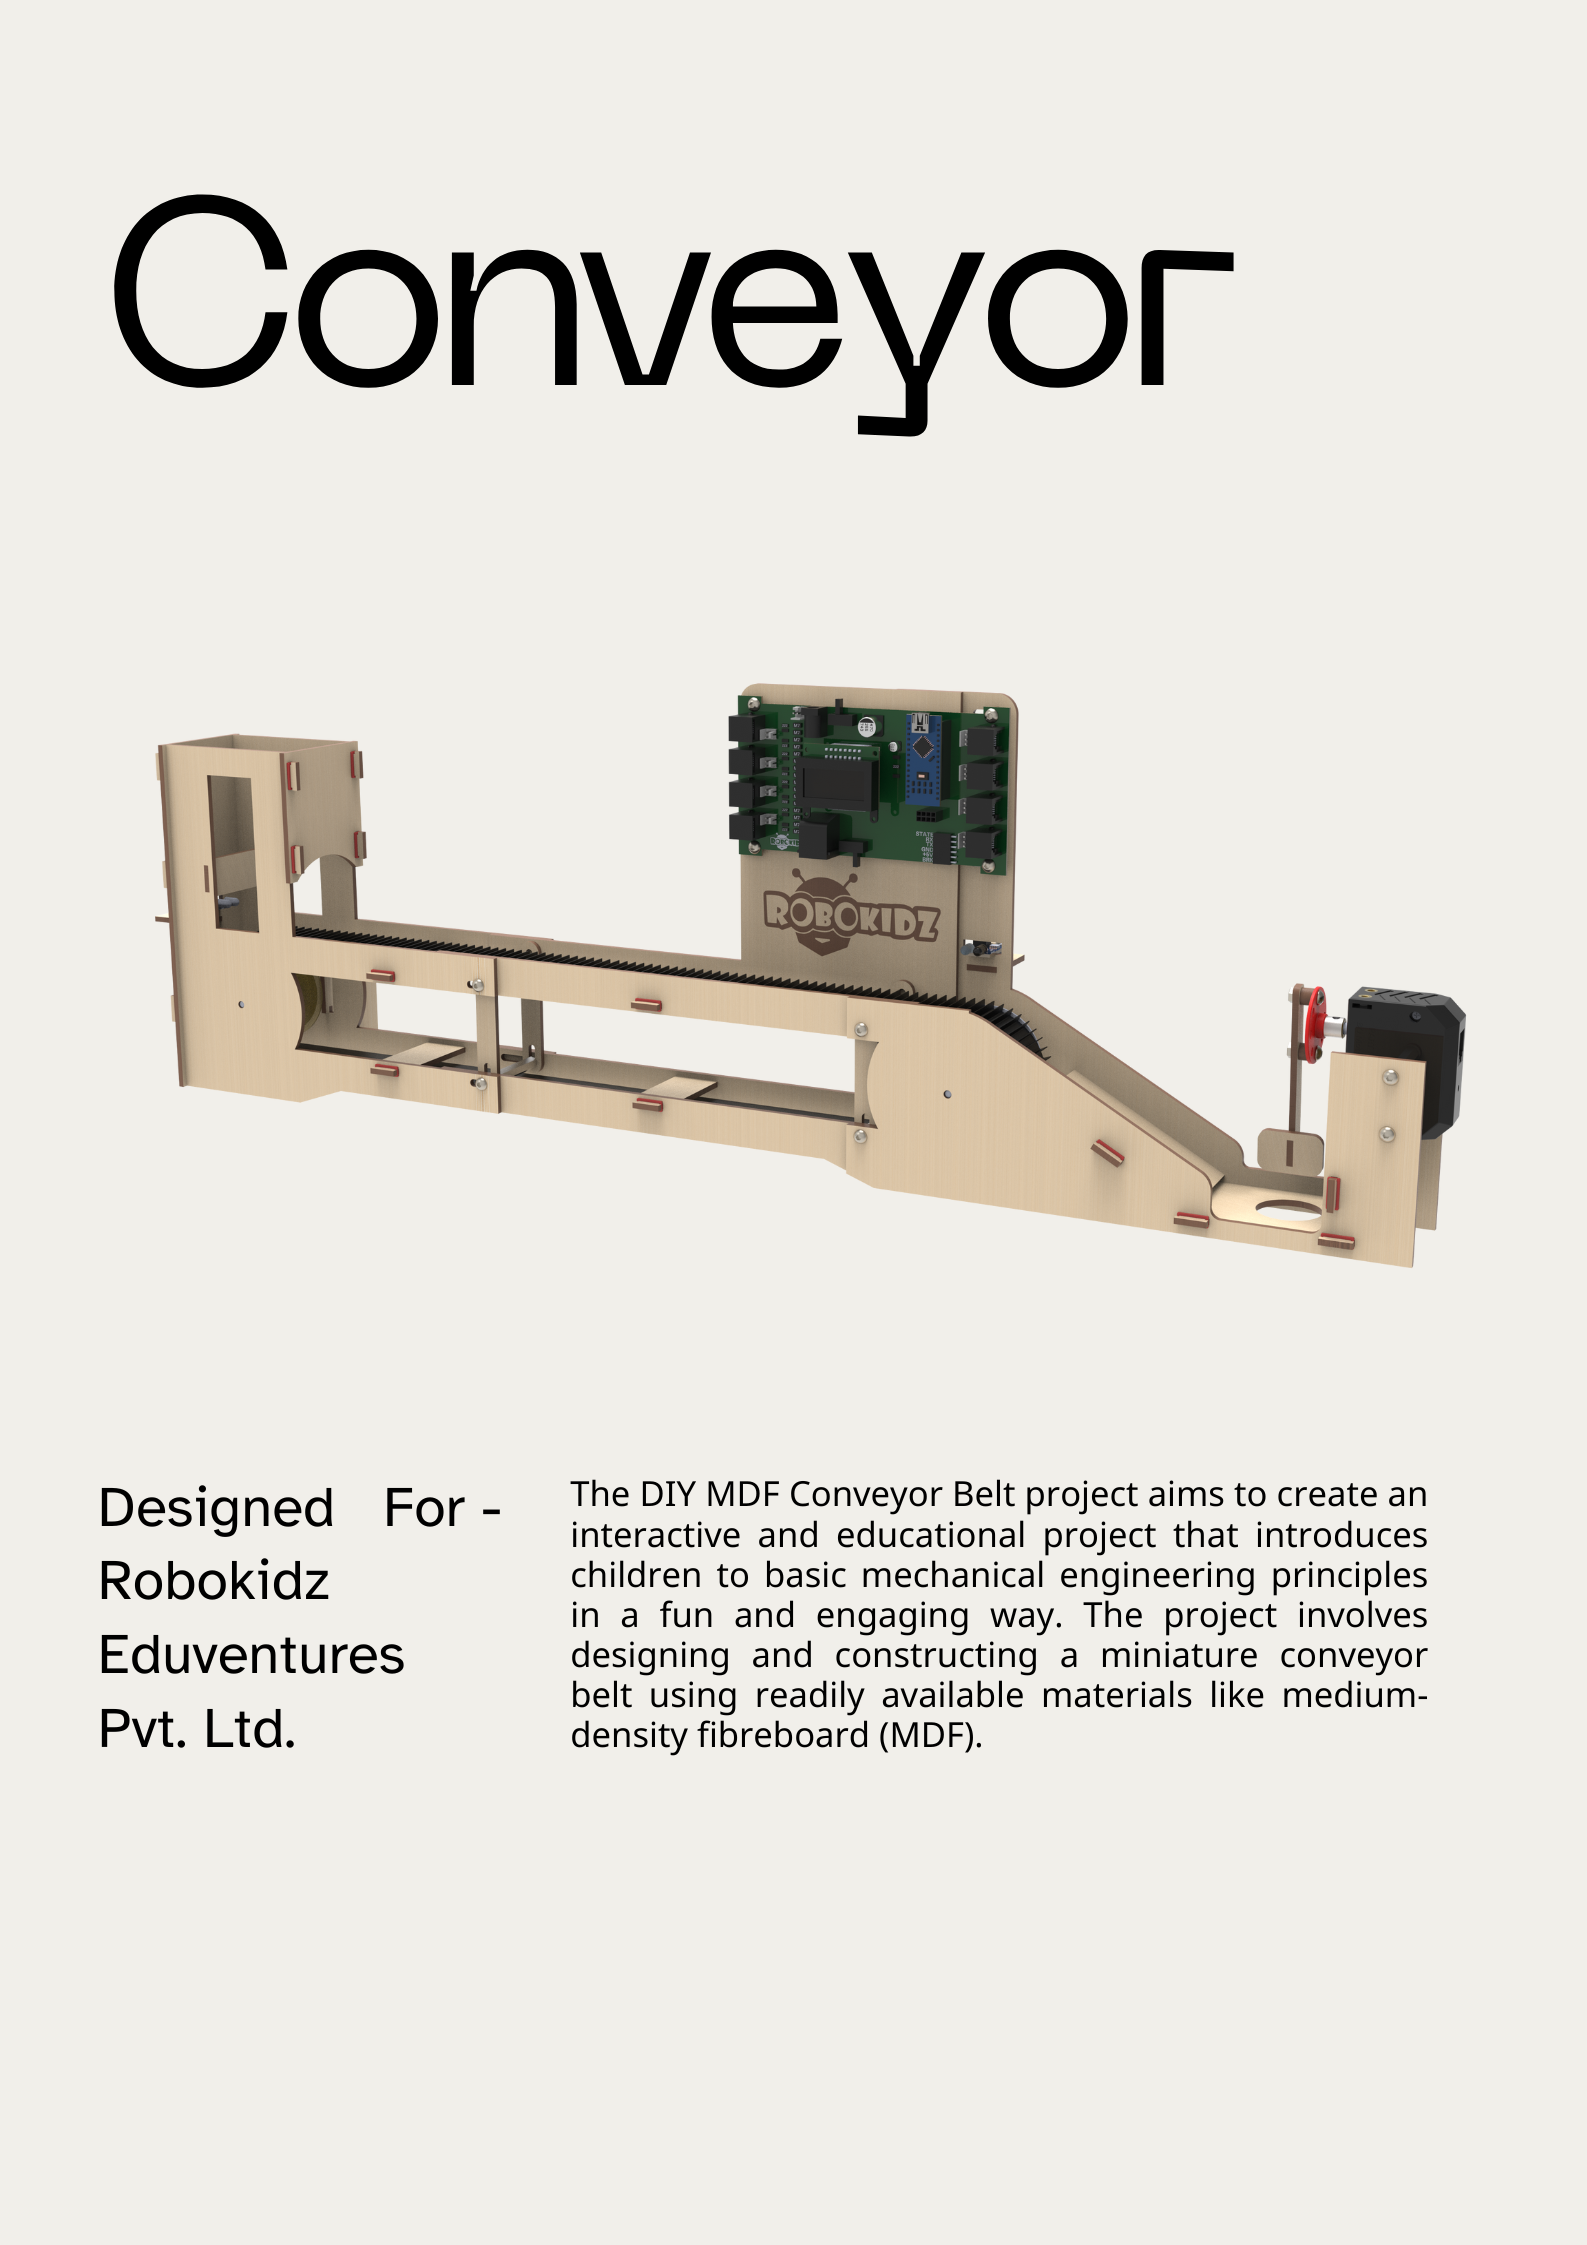 Conveyor
ROBOKIDZ
Designed For -
Robokidz
Eduventures
Pvt. Ltd.
The DIY MDF Conveyor Belt project aims to create an
interactive and educational project that introduces
children to basic mechanical engineering principles
in a fun and engaging way. The project involves
designing and constructing a miniature conveyor
belt using readily available materials like medium-
density fibreboard (MDF).